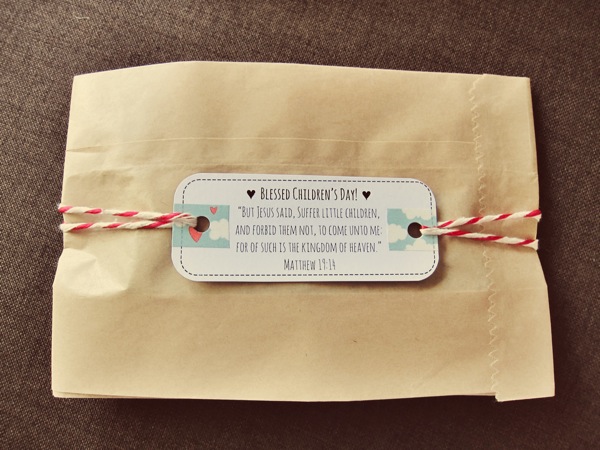 ♥ Blessed Children's Day! ♥
"But Jesus said, Suffer little children,
and forbid them not, to come unto me:
for of such is the kingdom of heaven."
Matthew 19:14